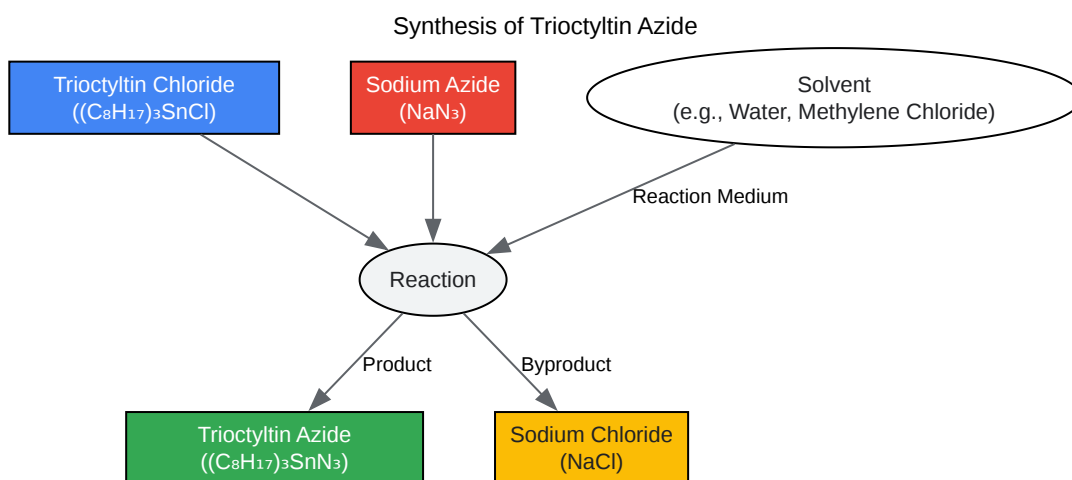 Synthesis of Trioctyltin Azide
Trioctyltin Chloride
((C₈H₁₇)₃SnCl)
Sodium Azide
(NaN₃)
Solvent
(e.g., Water, Methylene Chloride)
Reaction Medium
Reaction
Product
Byproduct
Trioctyltin Azide
((C₈H₁₇)₃SnN₃)
Sodium Chloride
(NaCl)